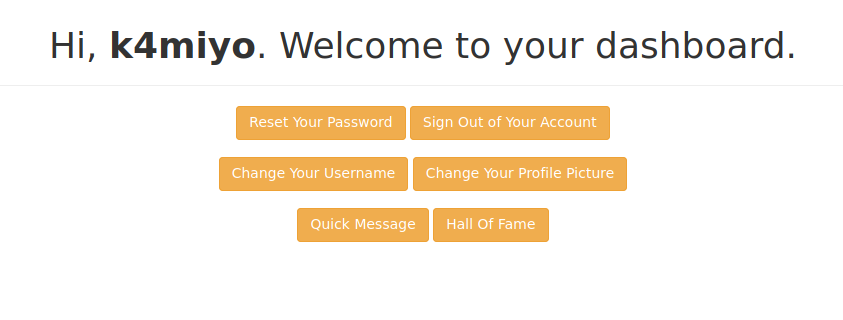 Hi, k4miyo. Welcome to your dashboard.
Reset Your Password Sign Out of Your Account
Change Your Username Change Your Profile Picture
Quick Message Hall Of Fame